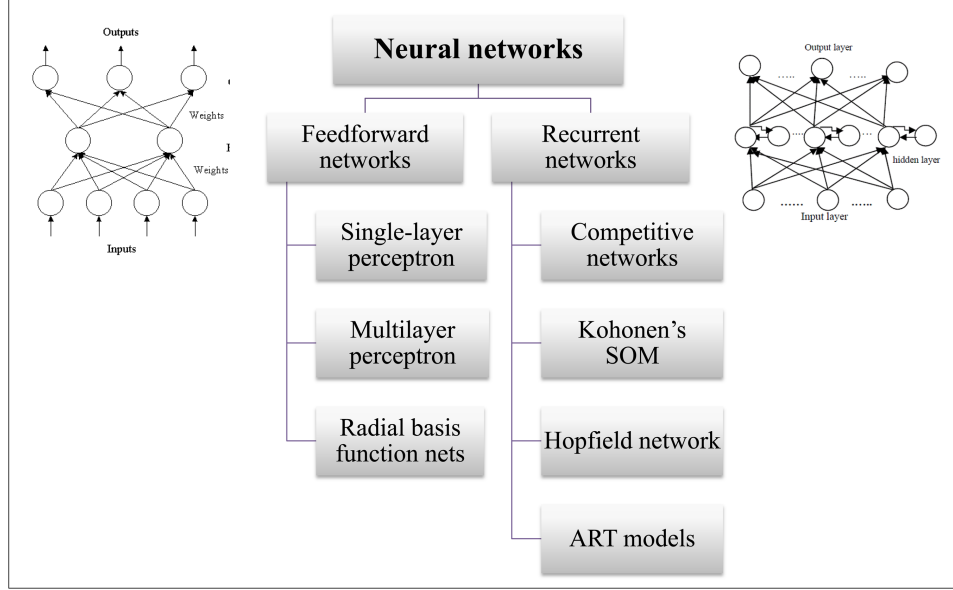 Neural networks
Feedforward
networks
Single-layer
perceptron
Multilayer
perceptron
Radial basis
function nets
Recurrent
networks
Competitive
networks
Kohonen's
SOM
Hopfield network
ART models
Outputs
Weights
Weights
Inputs
Output layer
..... .....
..... ...
hidden layer
...... ......
Input layer